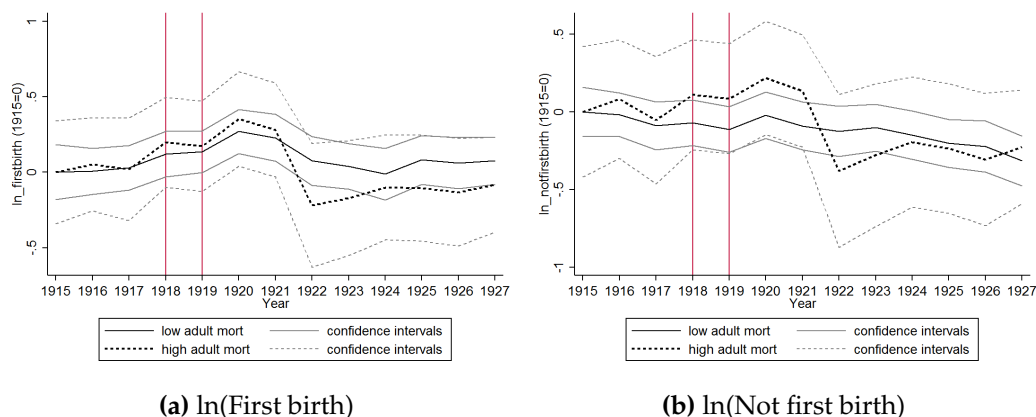 1
.5
0
-.5
ln_firstbirth (1915=0)
1915 1916 1917 1918 1919 1920 1921 1922 1923 1924 1925 1926 1927
Year
low adult mort confidence intervals
high adult mort confidence intervals
(a) ln(First birth)
.5
0
-.5
-1
ln_notfirstbirth (1915=0)
1915 1916 1917 1918 1919 1920 1921 1922 1923 1924 1925 1926 1927
Year
low adult mort confidence intervals
high adult mort confidence intervals
(b) ln(Not first birth)